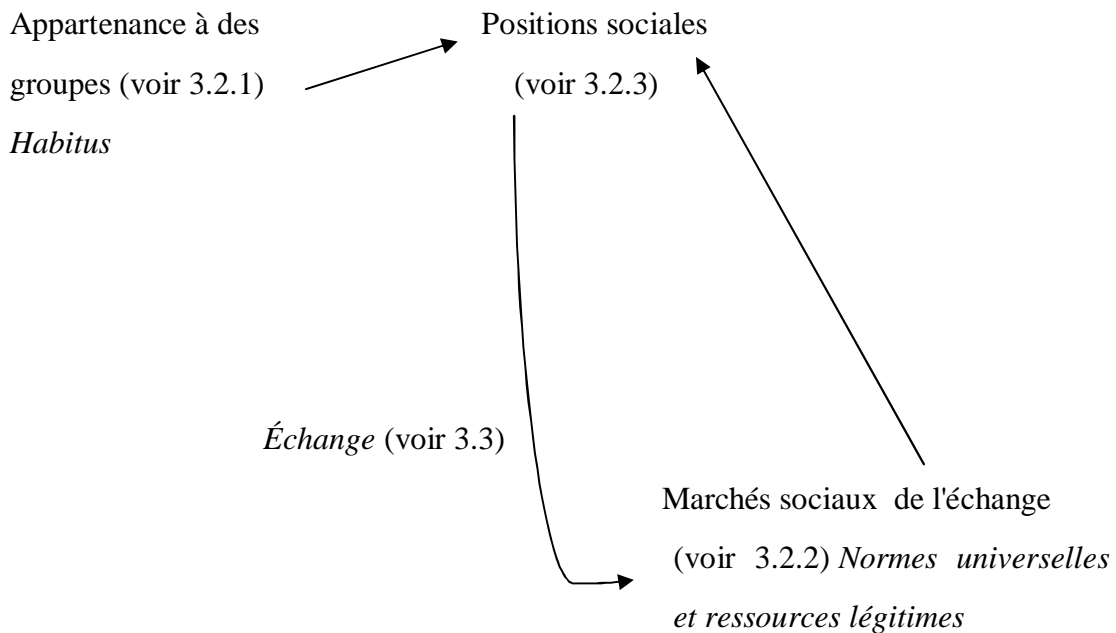 Appartenance à des
groupes (voir 3.2.1)
Habitus
Positions sociales
(voir 3.2.3)
Échange (voir 3.3)
Marchés sociaux de l'échange
(voir 3.2.2) Normes universelles
et ressources légitimes